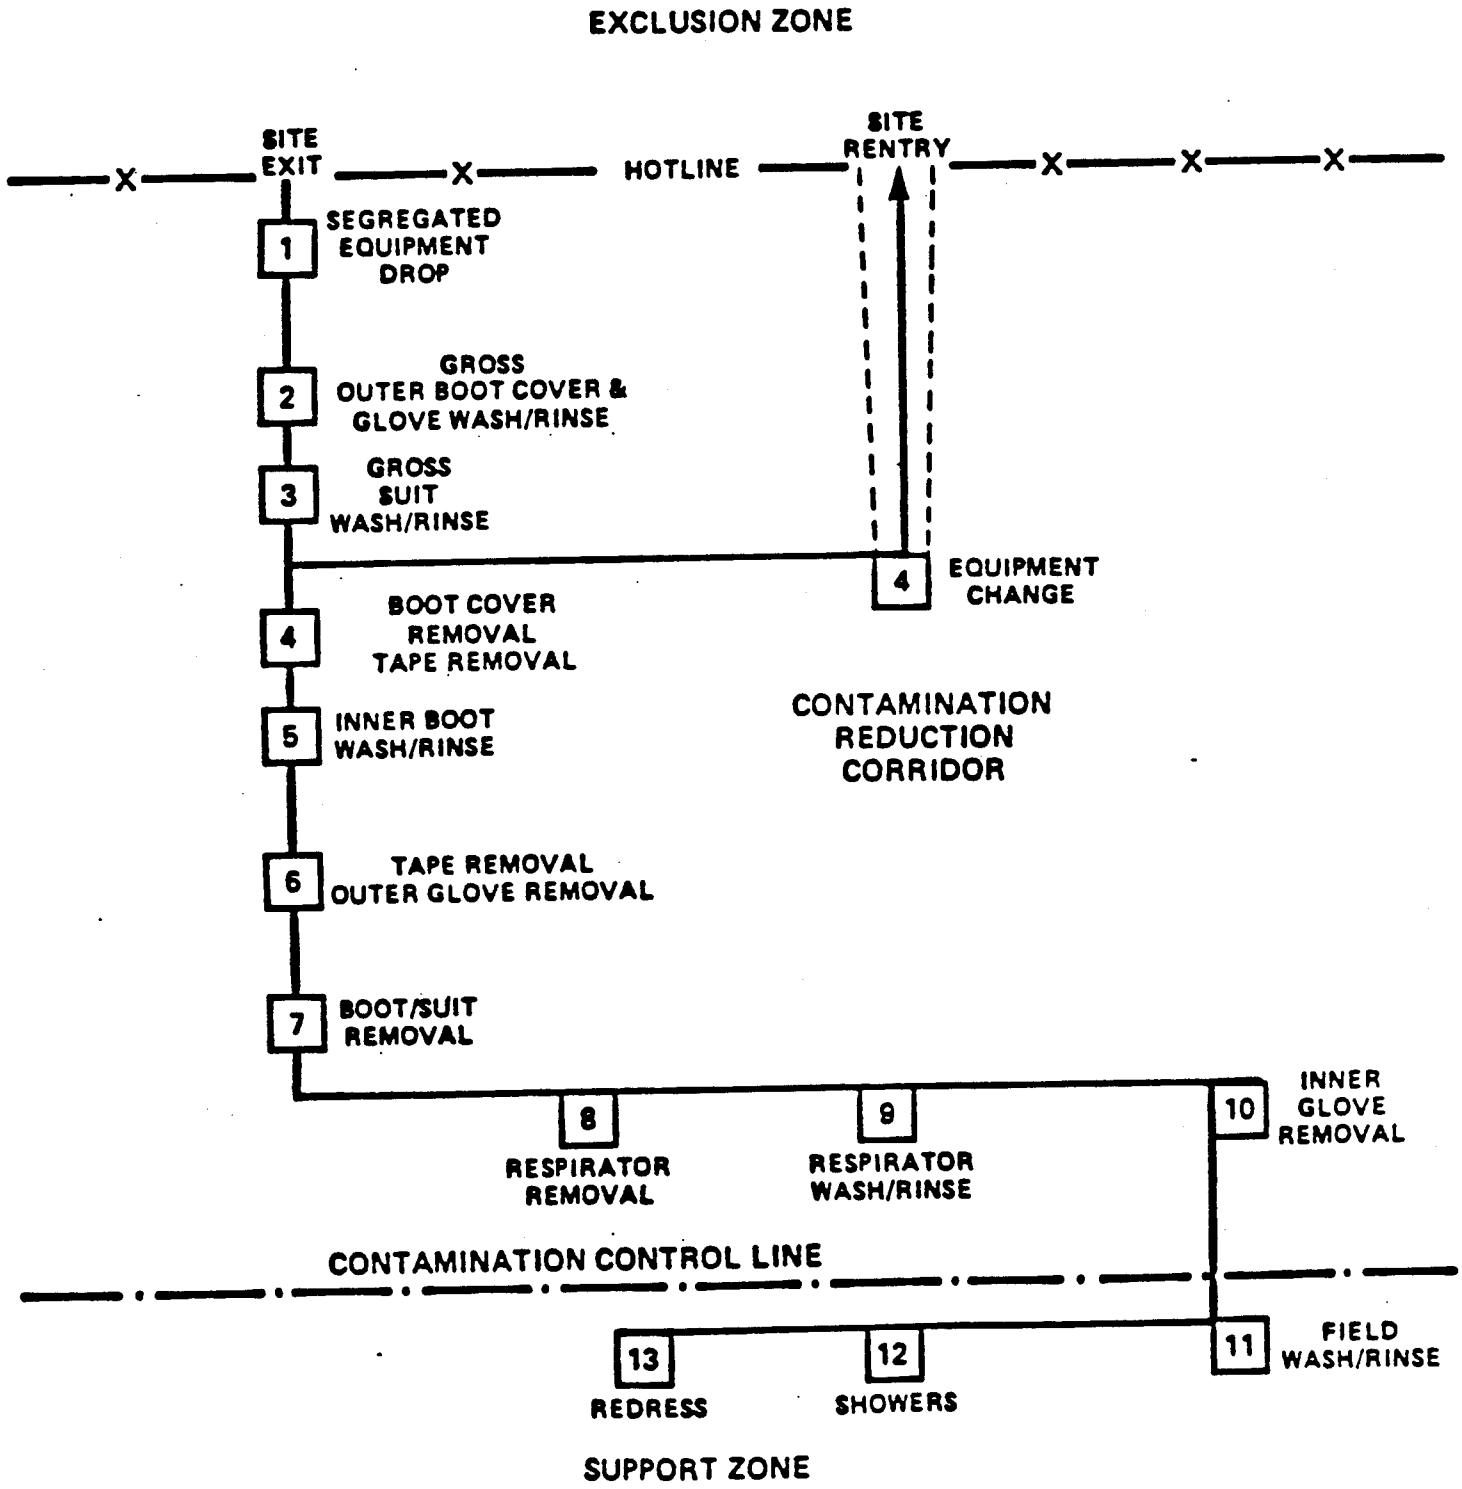 EXCLUSION ZONE
SITE
EXIT
X
X
HOTLINE
SITE
RENTRY
X
X
X
1
SEGREGATED
EQUIPMENT
DROP
2
GROSS
OUTER BOOT COVER &
GLOVE WASH/RINSE
3
GROSS
SUIT
WASH/RINSE
4
EQUIPMENT
CHANGE
4
BOOT COVER
REMOVAL
TAPE REMOVAL
5
INNER BOOT
WASH/RINSE
CONTAMINATION
REDUCTION
CORRIDOR
6
TAPE REMOVAL
OUTER GLOVE REMOVAL
7
BOOT/SUIT
REMOVAL
8
RESPIRATOR
REMOVAL
9
RESPIRATOR
WASH/RINSE
10
INNER
GLOVE
REMOVAL
CONTAMINATION CONTROL LINE
13
REDRESS
12
SHOWERS
11
FIELD
WASH/RINSE
SUPPORT ZONE